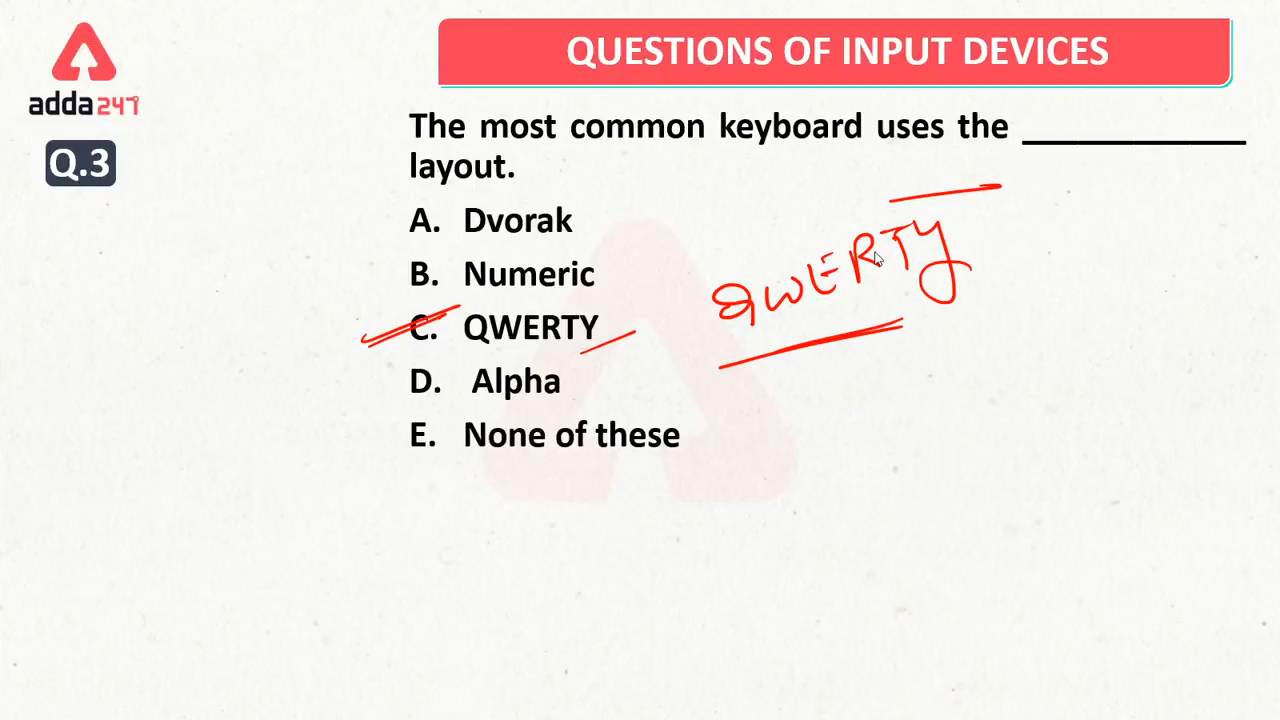 QUESTIONS OF INPUT DEVICES
adda247
Q.3
The most common keyboard uses the ____________
layout.
A. Dvorak
B. Numeric
C. QWERTY
D. Alpha
E. None of these
QWERTY